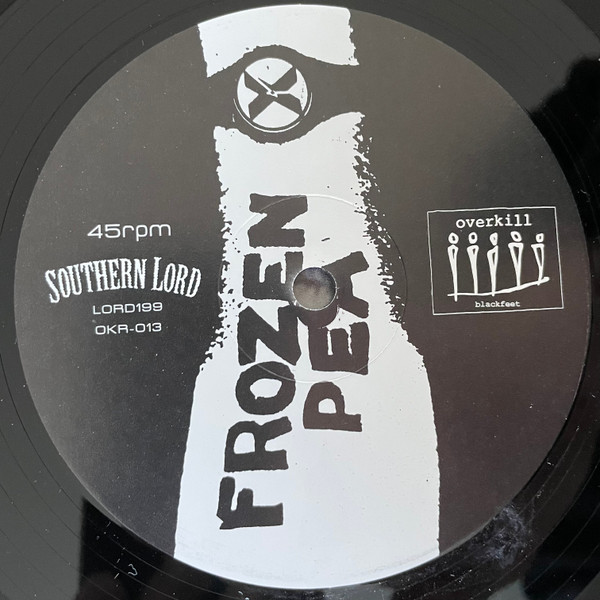 45rpm
SOUTHERN LORD
LORD199
OKR-013
FROZEN
PEA
overkill
blackfeet
X